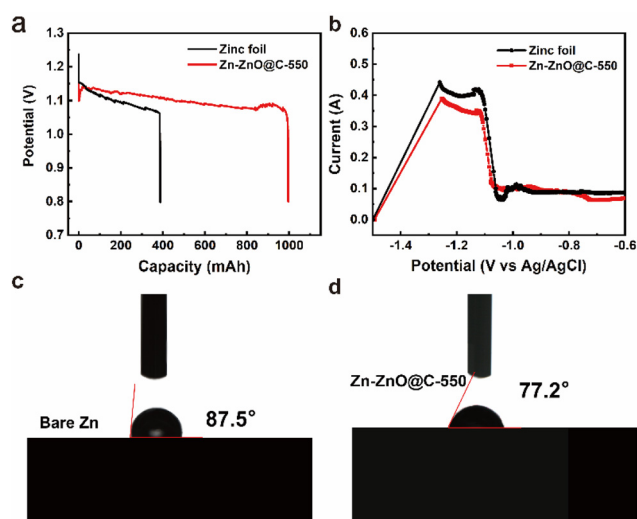 a
Zinc foil
Zn-ZnO@C-550
1.3
1.2
1.1
1.0
0.9
0.8
0.7
Potential (V)
0 200 400 600 800 1000
Capacity (mAh)
b
Zinc foil
Zn-ZnO@C-550
0.6
0.5
0.4
0.3
0.2
0.1
0.0
Current (A)
-1.4 -1.2 -1.0 -0.8 -0.6
Potential (V vs Ag/AgCl)
c
Bare Zn
87.5°
d
Zn-ZnO@C-550
77.2°